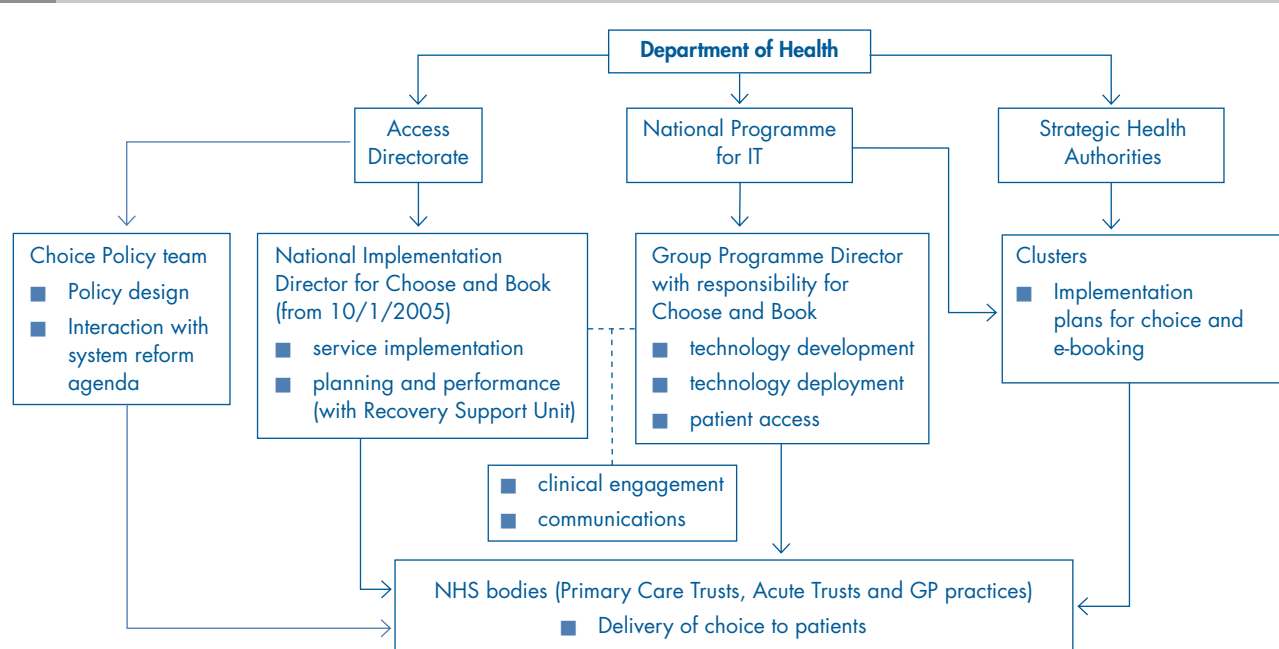 Department of Health
Access
Directorate
National Programme
for IT
Strategic Health
Authorities
Choice Policy team
Policy design
Interaction with
system reform
agenda
National Implementation
Director for Choose and Book
(from 10/1/2005)
service implementation
planning and performance
(with Recovery Support Unit)
Group Programme Director
with responsibility for
Choose and Book
technology development
technology deployment
patient access
Clusters
Implementation
plans for choice and
e-booking
clinical engagement
communications
NHS bodies (Primary Care Trusts, Acute Trusts and GP practices)
Delivery of choice to patients